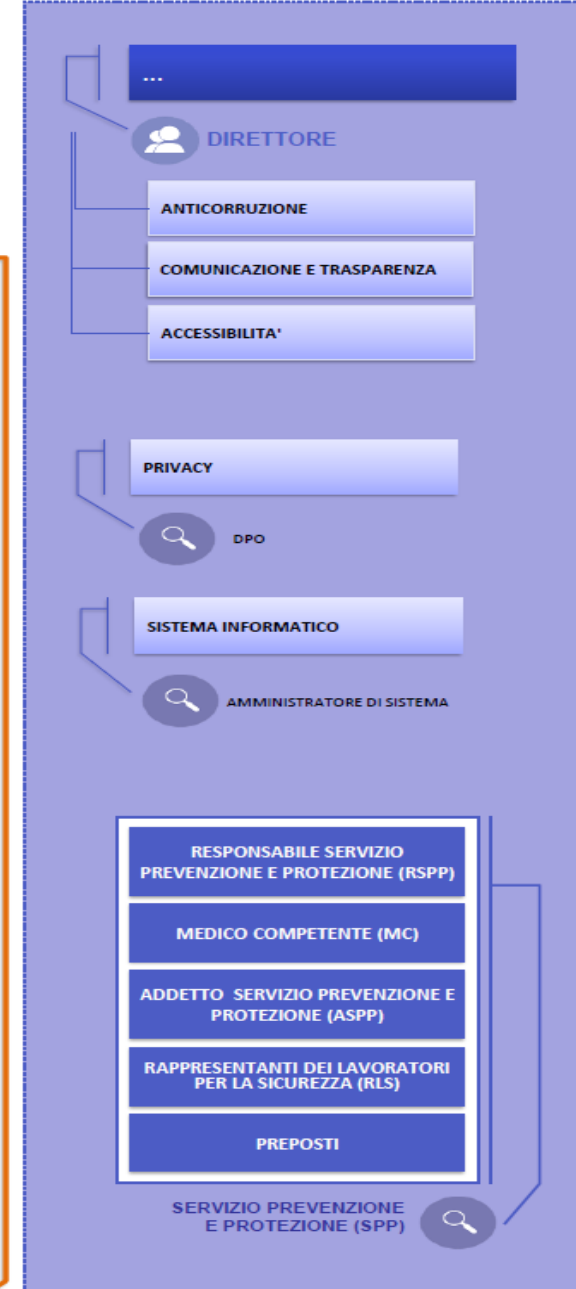 ...
DIRETTORE
ANTICORRUZIONE
COMUNICAZIONE E TRASPARENZA
ACCESSIBILITA'
PRIVACY
DPO
SISTEMA INFORMATICO
AMMINISTRATORE DI SISTEMA
RESPONSABILE SERVIZIO
PREVENZIONE E PROTEZIONE (RSPP)
MEDICO COMPETENTE (MC)
ADDETTO SERVIZIO PREVENZIONE E
PROTEZIONE (ASPP)
RAPPRESENTANTI DEI LAVORATORI
PER LA SICUREZZA (RLS)
PREPOSTI
SERVIZIO PREVENZIONE
E PROTEZIONE (SPP)